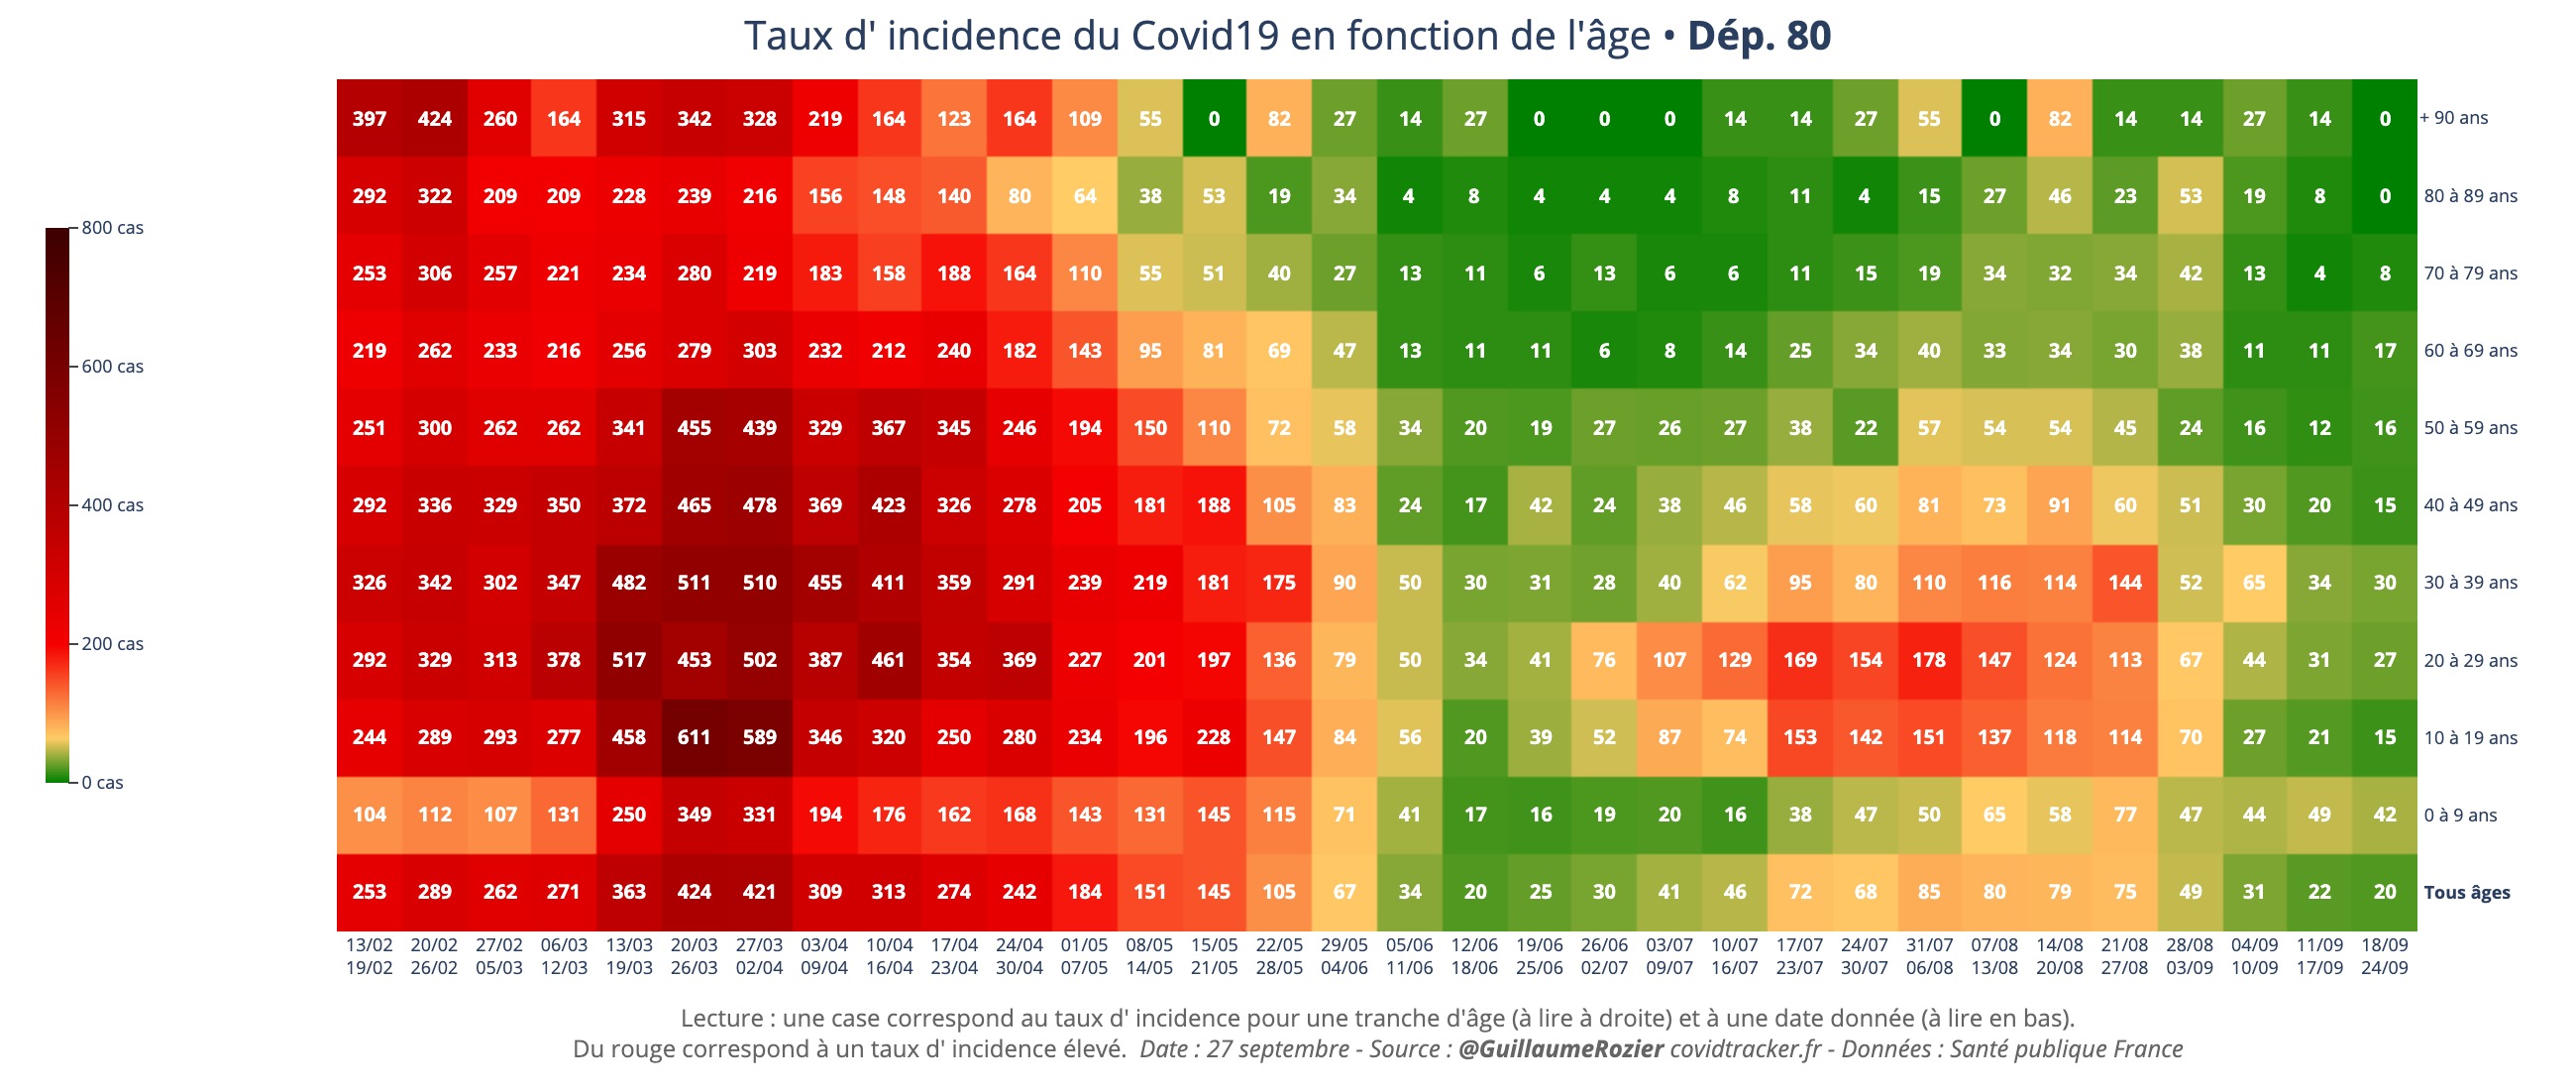 Taux d' incidence du Covid19 en fonction de l'âge • Dép. 80
397 424 260 164 315 342 328 219 164 123 164 109 55 0 82 27 14 27 0 0 0 14 14 27 55 0 82 14 14 27 14 0 + 90 ans
292 322 209 209 228 239 216 156 148 140 80 64 38 53 19 34 4 8 4 4 4 8 11 4 15 27 46 23 53 19 8 0 80 à 89 ans
800 cas
253 306 257 221 234 280 219 183 158 188 164 110 55 51 40 27 13 11 6 13 6 6 11 15 19 34 32 34 42 13 4 8 70 à 79 ans
219 262 233 216 256 279 303 232 212 240 182 143 95 81 69 47 13 11 11 6 8 14 25 34 40 33 34 30 38 11 11 17 60 à 69 ans
600 cas
251 300 262 262 341 455 439 329 367 345 246 194 150 110 72 58 34 20 19 27 26 27 38 22 57 54 54 45 24 16 12 16 50 à 59 ans
400 cas
292 336 329 350 372 465 478 369 423 326 278 205 181 188 105 83 24 17 42 24 38 46 58 60 81 73 91 60 51 30 20 15 40 à 49 ans
326 342 302 347 482 511 510 455 411 359 291 239 219 181 175 90 50 30 31 28 40 62 95 80 110 116 114 144 52 65 34 30 30 à 39 ans
200 cas
292 329 313 378 517 453 502 387 461 354 369 227 201 197 136 79 50 34 41 76 107 129 169 154 178 147 124 113 67 44 31 27 20 à 29 ans
244 289 293 277 458 611 589 346 320 250 280 234 196 228 147 84 56 20 39 52 87 74 153 142 151 137 118 114 70 27 21 15 10 à 19 ans
0 cas
104 112 107 131 250 349 331 194 176 162 168 143 131 145 115 71 41 17 16 19 20 16 38 47 50 65 58 77 47 44 49 42 0 à 9 ans
253 289 262 271 363 424 421 309 313 274 242 184 151 145 105 67 34 20 25 30 41 46 72 68 85 80 79 75 49 31 22 20 Tous âges
13/02 20/02 27/02 06/03 13/03 20/03 27/03 03/04 10/04 17/04 24/04 01/05 08/05 15/05 22/05 29/05 05/06 12/06 19/06 26/06 03/07 10/07 17/07 24/07 31/07 07/08 14/08 21/08 28/08 04/09 11/09 18/09
19/02 26/02 05/03 12/03 19/03 26/03 02/04 09/04 16/04 23/04 30/04 07/05 14/05 21/05 28/05 04/06 11/06 18/06 25/06 02/07 09/07 16/07 23/07 30/07 06/08 13/08 20/08 27/08 03/09 10/09 17/09 24/09
Lecture : une case correspond au taux d' incidence pour une tranche d'âge (à lire à droite) et à une date donnée (à lire en bas).
Du rouge correspond à un taux d' incidence élevé. Date : 27 septembre - Source : @GuillaumeRozier covidtracker.fr - Données : Santé publique France